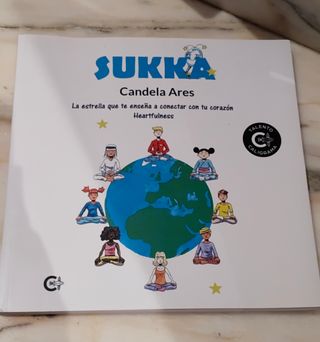 SUKKA
Candela Ares
La estrella que te enseña a conectar con tu corazón
Heartfulness
TALENTO
CALIGRAMA